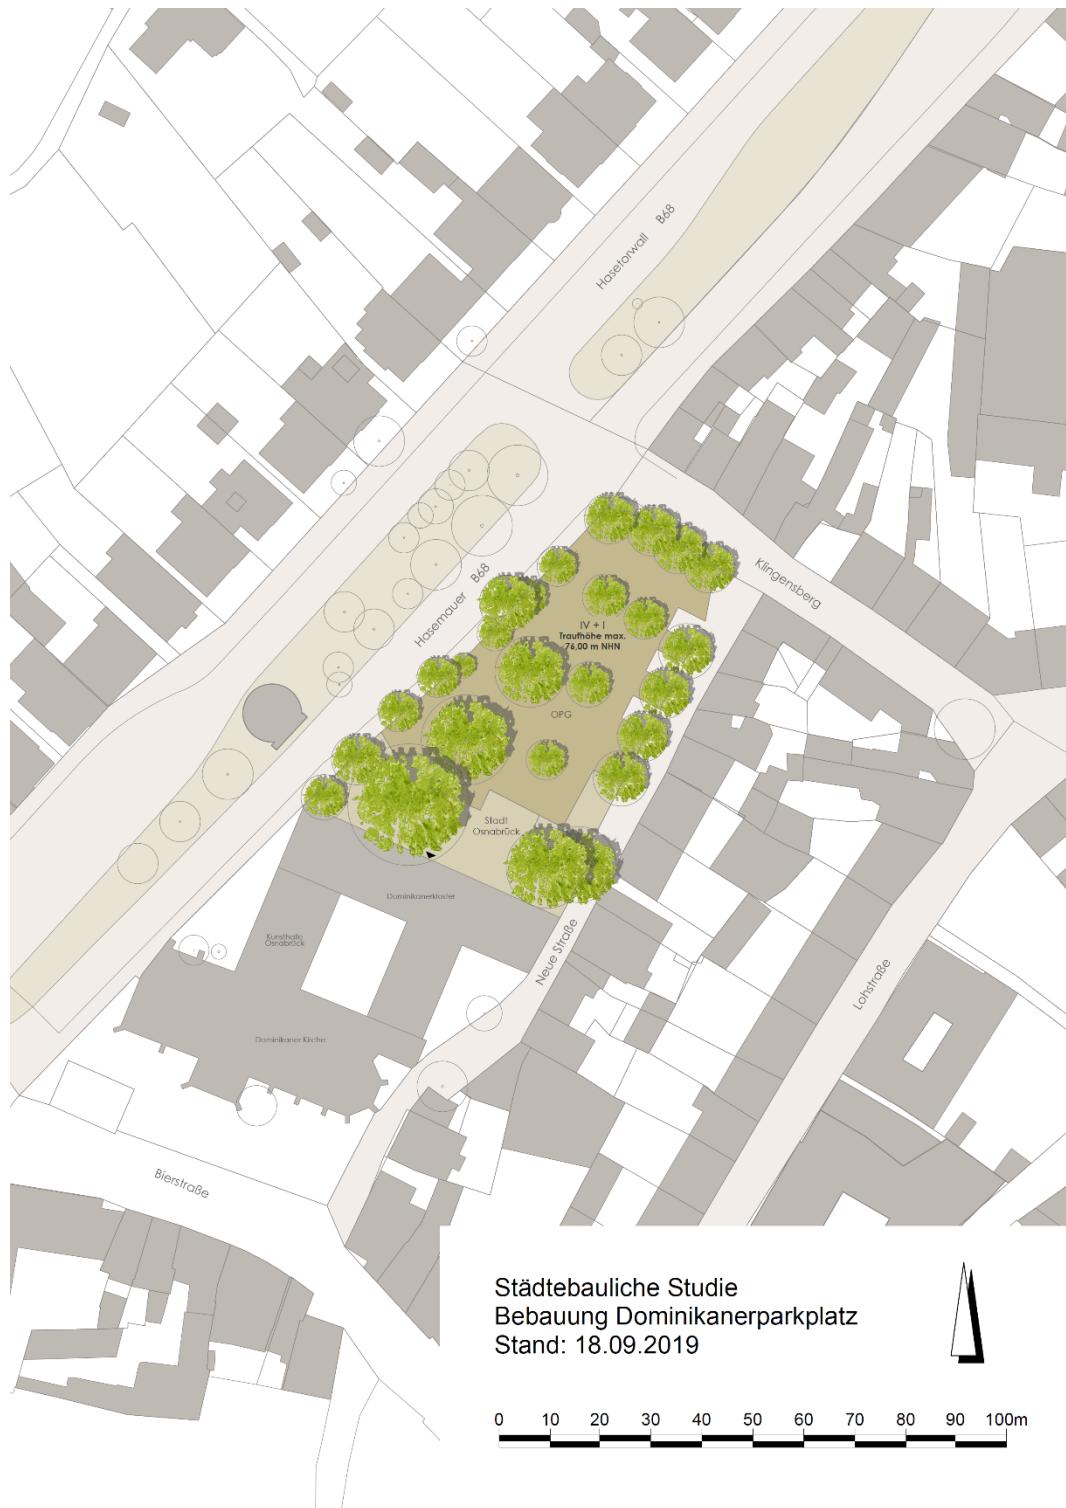 Hasetorwall B68
Hasemauer B68
Klingensberg
IV + I
Traufhöhe max.
76,00 m NHN
OPG
Stadt
Osnabrück
Dominikanerkloster
Kunsthalle
Osnabrück
Neue Straße
Lohstraße
Dominikaner Kirche
Bierstraße
Städtebauliche Studie
Bebauung Dominikanerparkplatz
Stand: 18.09.2019
0 10 20 30 40 50 60 70 80 90 100m